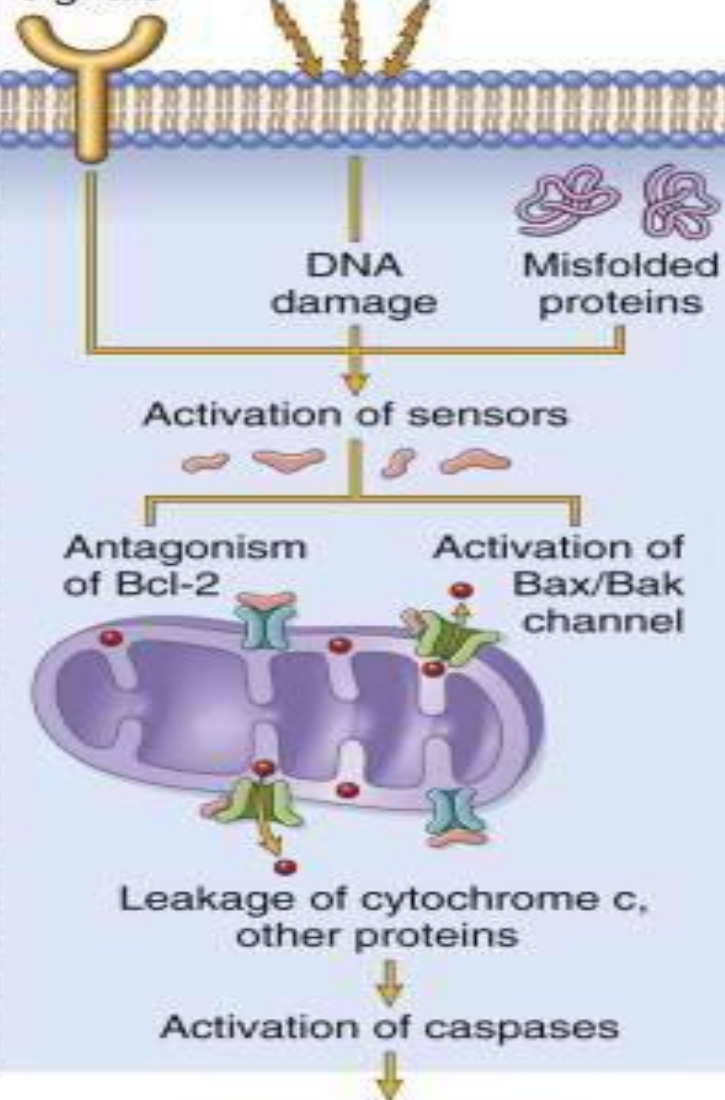 DNA
damage
Misfolded
proteins
Activation of sensors
Antagonism
of Bcl-2
Activation of
Bax/Bak
channel
Leakage of cytochrome c,
other proteins
Activation of caspases